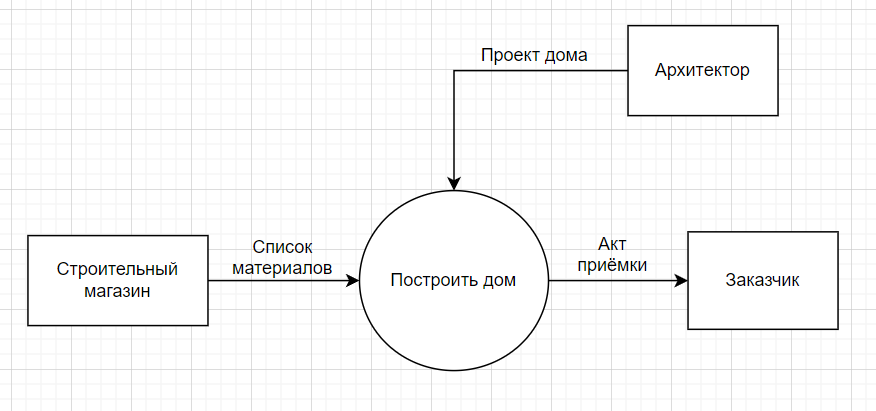 Проект дома
Архитектор
Строительный
магазин
Список
материалов
Построить дом
Акт
приёмки
Заказчик